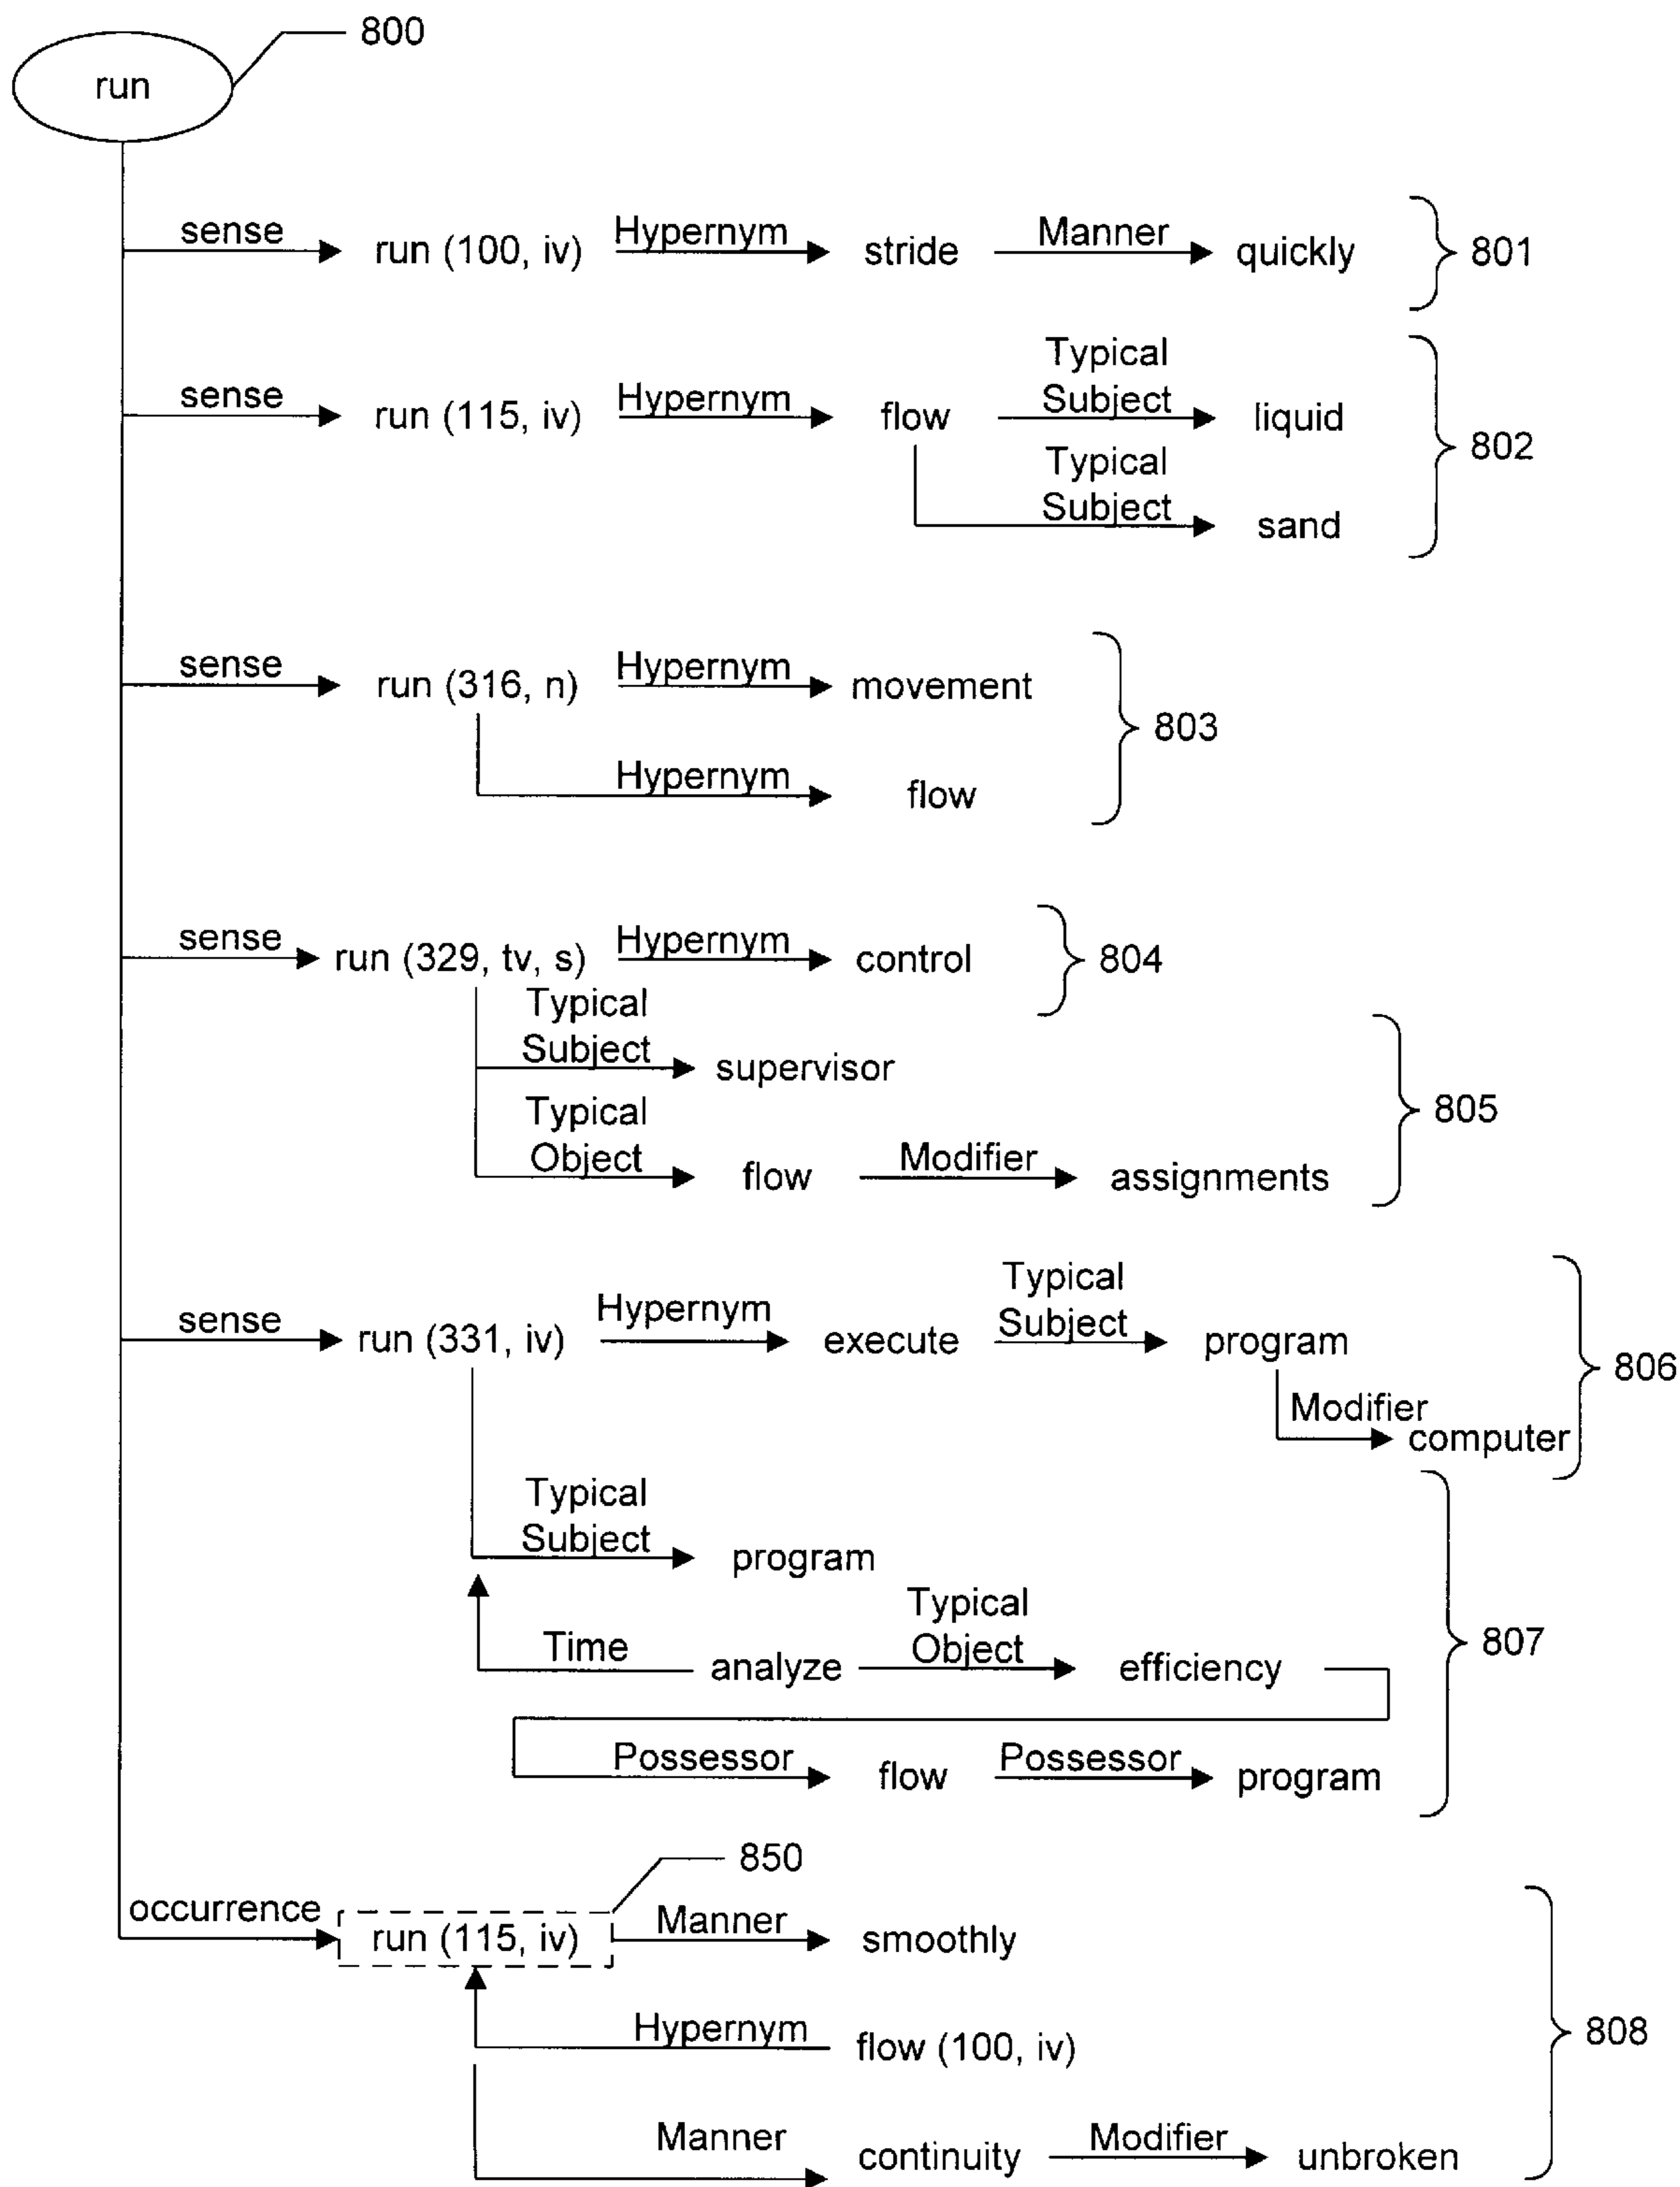 800
run
sense run (100, iv) Hypernym stride Manner quickly 801
Typical
sense run (115, iv) Hypernym flow Subject liquid 802
Typical
Subject sand
sense run (316, n) Hypernym movement 803
Hypernym flow
sense run (329, tv, s) Hypernym control 804
Typical
Subject supervisor 805
Typical
Object flow Modifier assignments
Typical
sense run (331, iv) Hypernym execute Subject program 806
Modifier
computer
Typical
Subject program
Typical
Time analyze Object efficiency 807
Possessor flow Possessor program
850
occurrence run (115, iv) Manner smoothly
Hypernym flow (100, iv) 808
Manner continuity Modifier unbroken